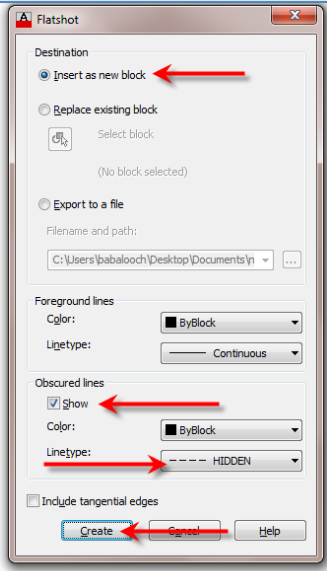 Flatshot
Destination
Insert as new block
Replace existing block
Select block
(No block selected)
Export to a file
Filename and path:
C:\Users\babalooch\Desktop\Documents\n
...
Foreground lines
Color:
ByBlock
Linetype:
Continuous
Obscured lines
Show
Color:
ByBlock
Linetype:
HIDDEN
Include tangential edges
Create Cancel Help